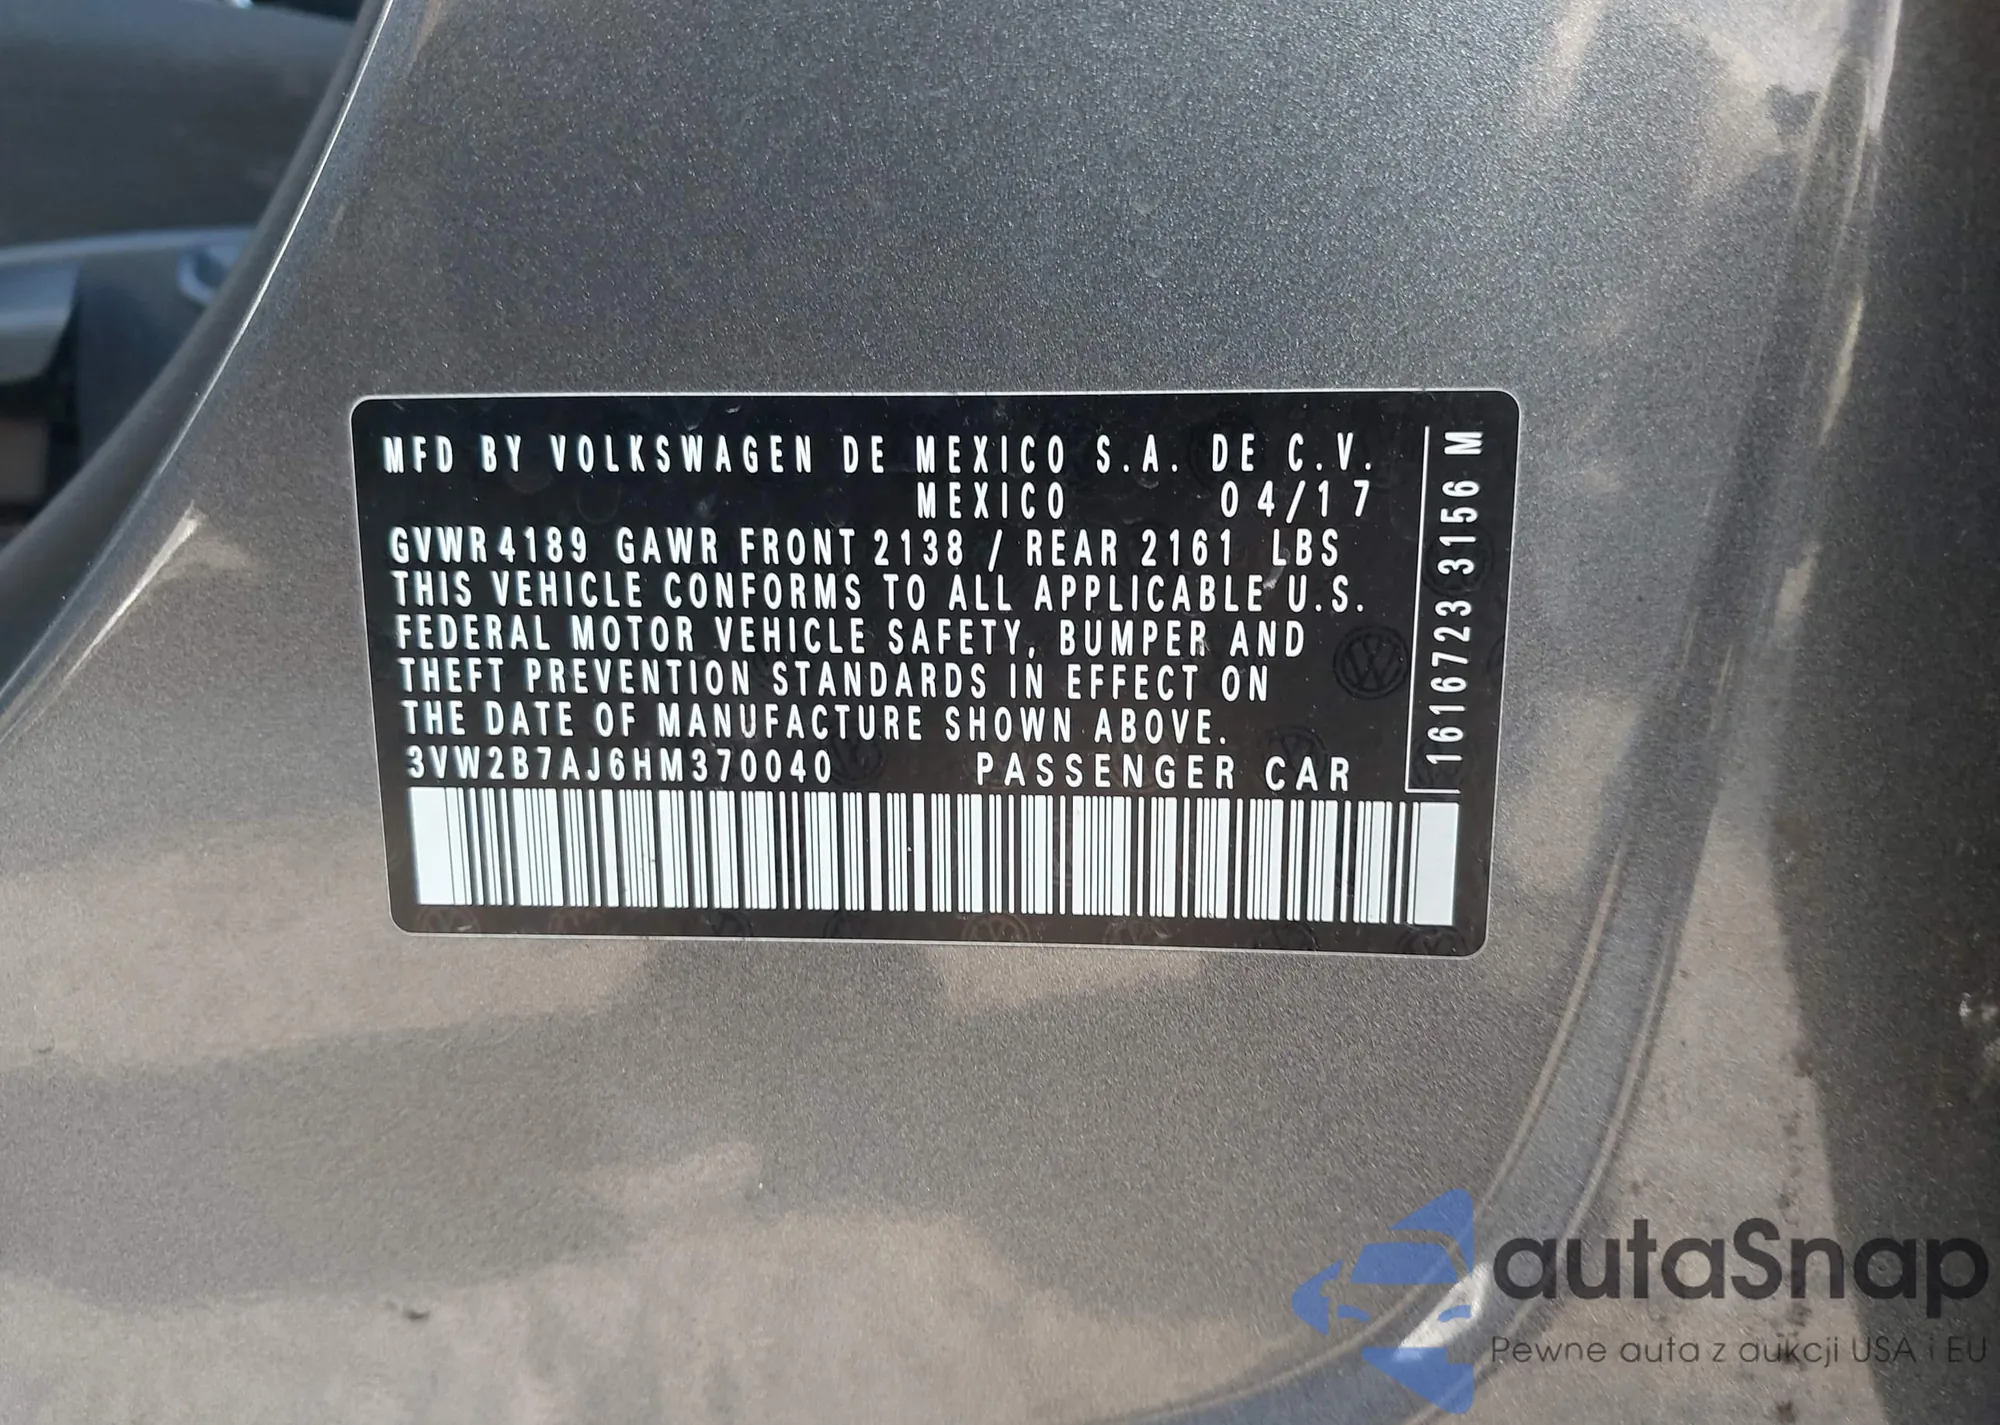 MFD BY VOLKSWAGEN DE MEXICO S.A. DE C.V.
MEXICO 04/17
GVWR 4189 GAWR FRONT 2138 / REAR 2161 LBS
THIS VEHICLE CONFORMS TO ALL APPLICABLE U.S.
FEDERAL MOTOR VEHICLE SAFETY, BUMPER AND
THEFT PREVENTION STANDARDS IN EFFECT ON
THE DATE OF MANUFACTURE SHOWN ABOVE.
3VW2B7AJ6HM370040 PASSENGER CAR
1616723 3156 M
autaSnap
Pewne auta z aukcji USA i EU